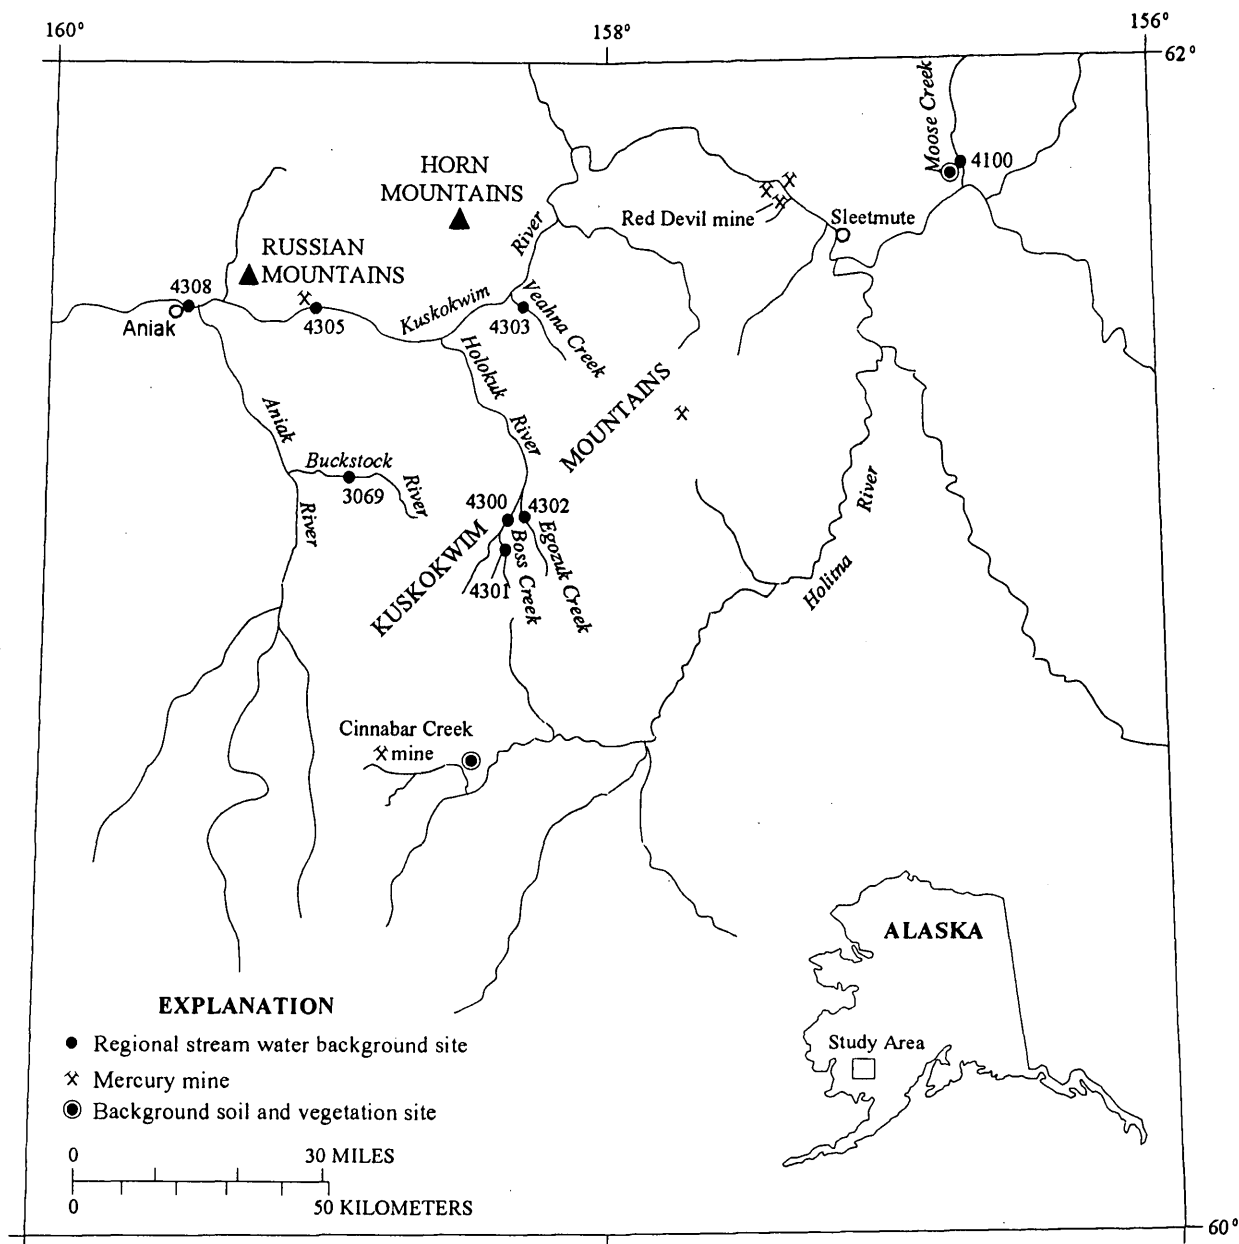 160°
158°
156°
62°
Moose Creek
4100
HORN
MOUNTAINS
Red Devil mine
Sleetmute
River
RUSSIAN
MOUNTAINS
4308
Aniak
4305
Kuskokwim
4303
Veahna Creek
Holokuk
River
MOUNTAINS
Aniak
River
Buckstock
River
3069
4300
4302
KUSKOKWIM
Boss Creek
Egozuk Creek
4301
River
Holitna
Cinnabar Creek
mine
ALASKA
Study Area
EXPLANATION
Regional stream water background site
Mercury mine
Background soil and vegetation site
0
30 MILES
0
50 KILOMETERS
60°